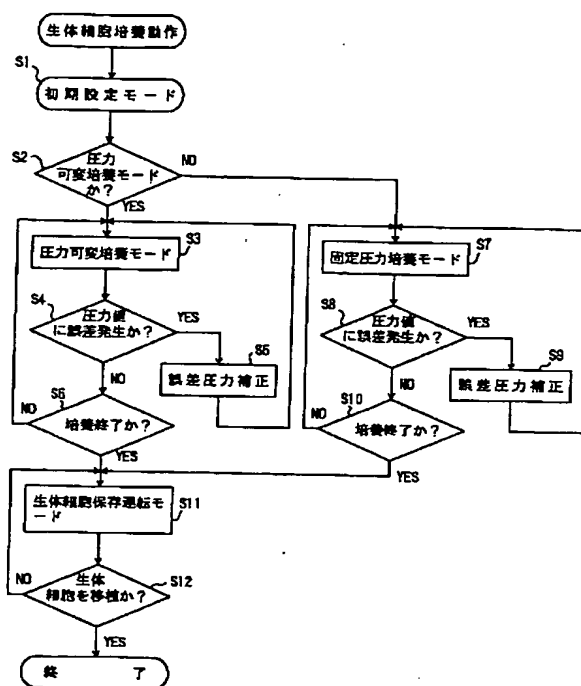 生体細胞培養動作
S1
初期設定モード
S2
圧力
可変培養モード
か?
NO
YES
S3
圧力可変培養モード
S4
圧力値
に誤差発生か?
YES
NO
S5
誤差圧力補正
S6
培養終了か?
NO
YES
S7
固定圧力培養モード
S8
圧力値
に誤差発生か?
YES
NO
S9
誤差圧力補正
S10
培養終了か?
NO
YES
生体細胞保存運転モ
ード
S11
生体
細胞を移植か?
S12
NO
YES
終 了